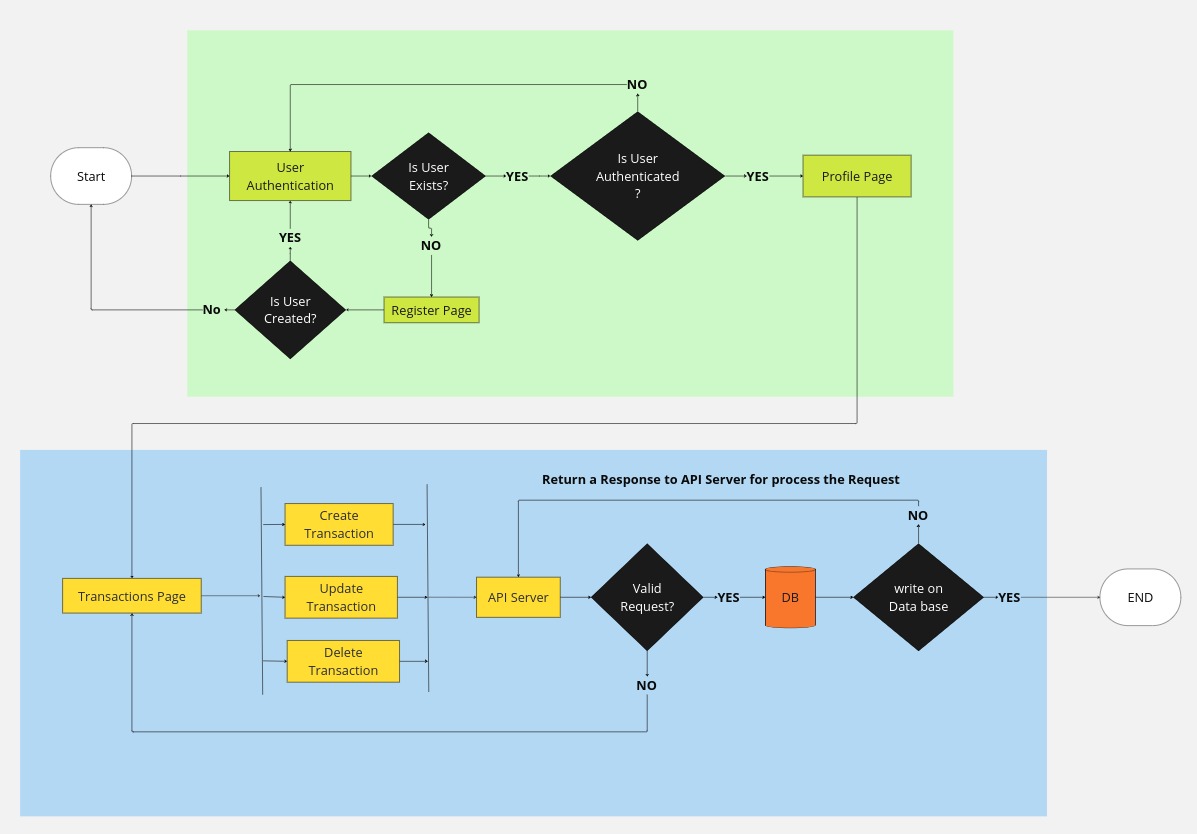 NO
Start
User
Authentication
Is User
Exists?
YES
Is User
Authenticated
?
YES
Profile Page
YES
NO
No
Is User
Created?
Register Page
Return a Response to API Server for process the Request
Create
Transaction
NO
Transactions Page
Update
Transaction
API Server
Valid
Request?
YES
DB
write on
Data base
YES
END
Delete
Transaction
NO